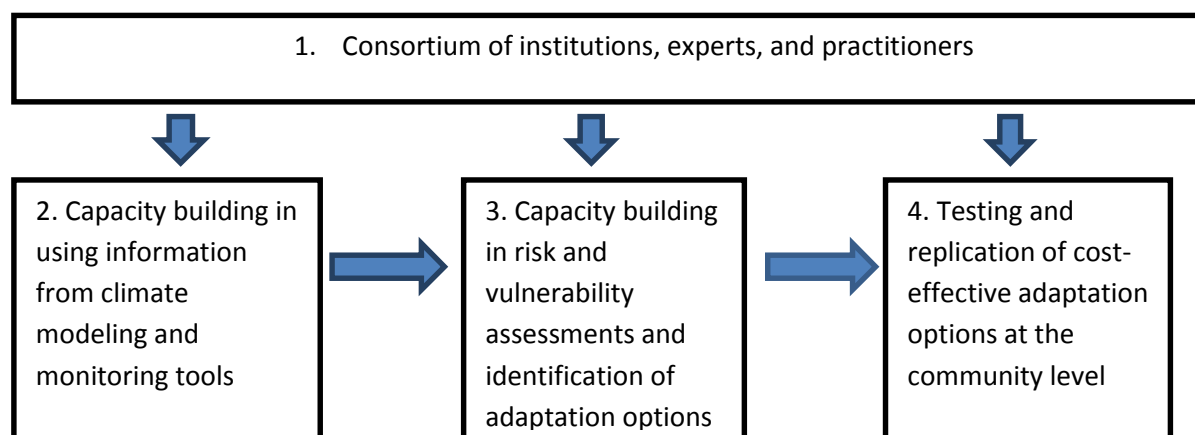 1. Consortium of institutions, experts, and practitioners
2. Capacity building in
using information
from climate
modeling and
monitoring tools
3. Capacity building
in risk and
vulnerability
assessments and
identification of
adaptation options
4. Testing and
replication of cost-
effective adaptation
options at the
community level